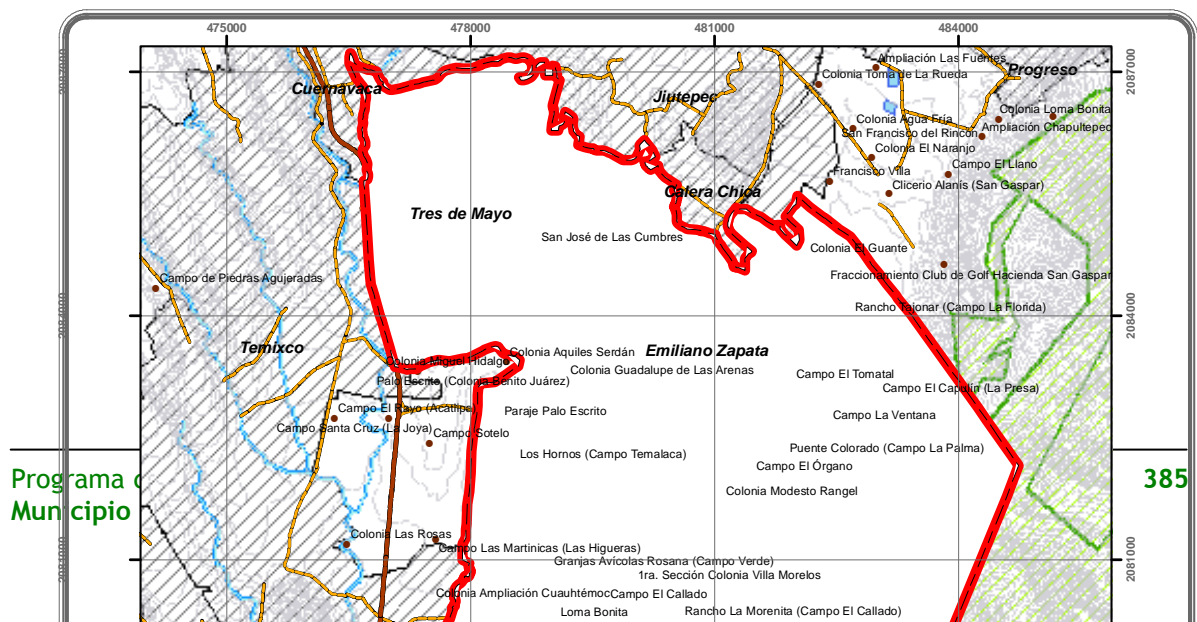 475000
478000
481000
484000
2087000
2087000
Ampliación Las Fuentes
Progreso
Colonia Toma de La Rueda
Cuernavaca
Jiutepec
Colonia Loma Bonita
Colonia Agua Fría
Ampliación Chapultepec
San Francisco del Rincón
Colonia El Naranjo
Campo El Llano
Francisco Villa
Clicerio Alanís (San Gaspar)
Calera Chica
Tres de Mayo
San José de Las Cumbres
Colonia El Guante
Campo de Piedras Agujeradas
Fraccionamiento Club de Golf Hacienda San Gaspar
Rancho Tajonar (Campo La Florida)
2084000
2084000
Temixco
Emiliano Zapata
Colonia Aquiles Serdán
Colonia Miguel Hidalgo
Colonia Guadalupe de Las Arenas
Campo El Tomatal
Palo Escrito (Colonia Benito Juárez)
Campo El Capulín (La Presa)
Campo El Rayo (Acatlipa)
Paraje Palo Escrito
Campo La Ventana
Campo Santa Cruz (La Joya)
Campo Sotelo
Puente Colorado (Campo La Palma)
Los Hornos (Campo Temalaca)
Campo El Órgano
Programa
385
Colonia Modesto Rangel
Municipio
Colonia Las Rosas
Campo Las Martinicas (Las Higueras)
Granjas Avícolas Rosana (Campo Verde)
2081000
2081000
1ra. Sección Colonia Villa Morelos
Colonia Ampliación Cuauhtémoc
Campo El Callado
Loma Bonita
Rancho La Morenita (Campo El Callado)